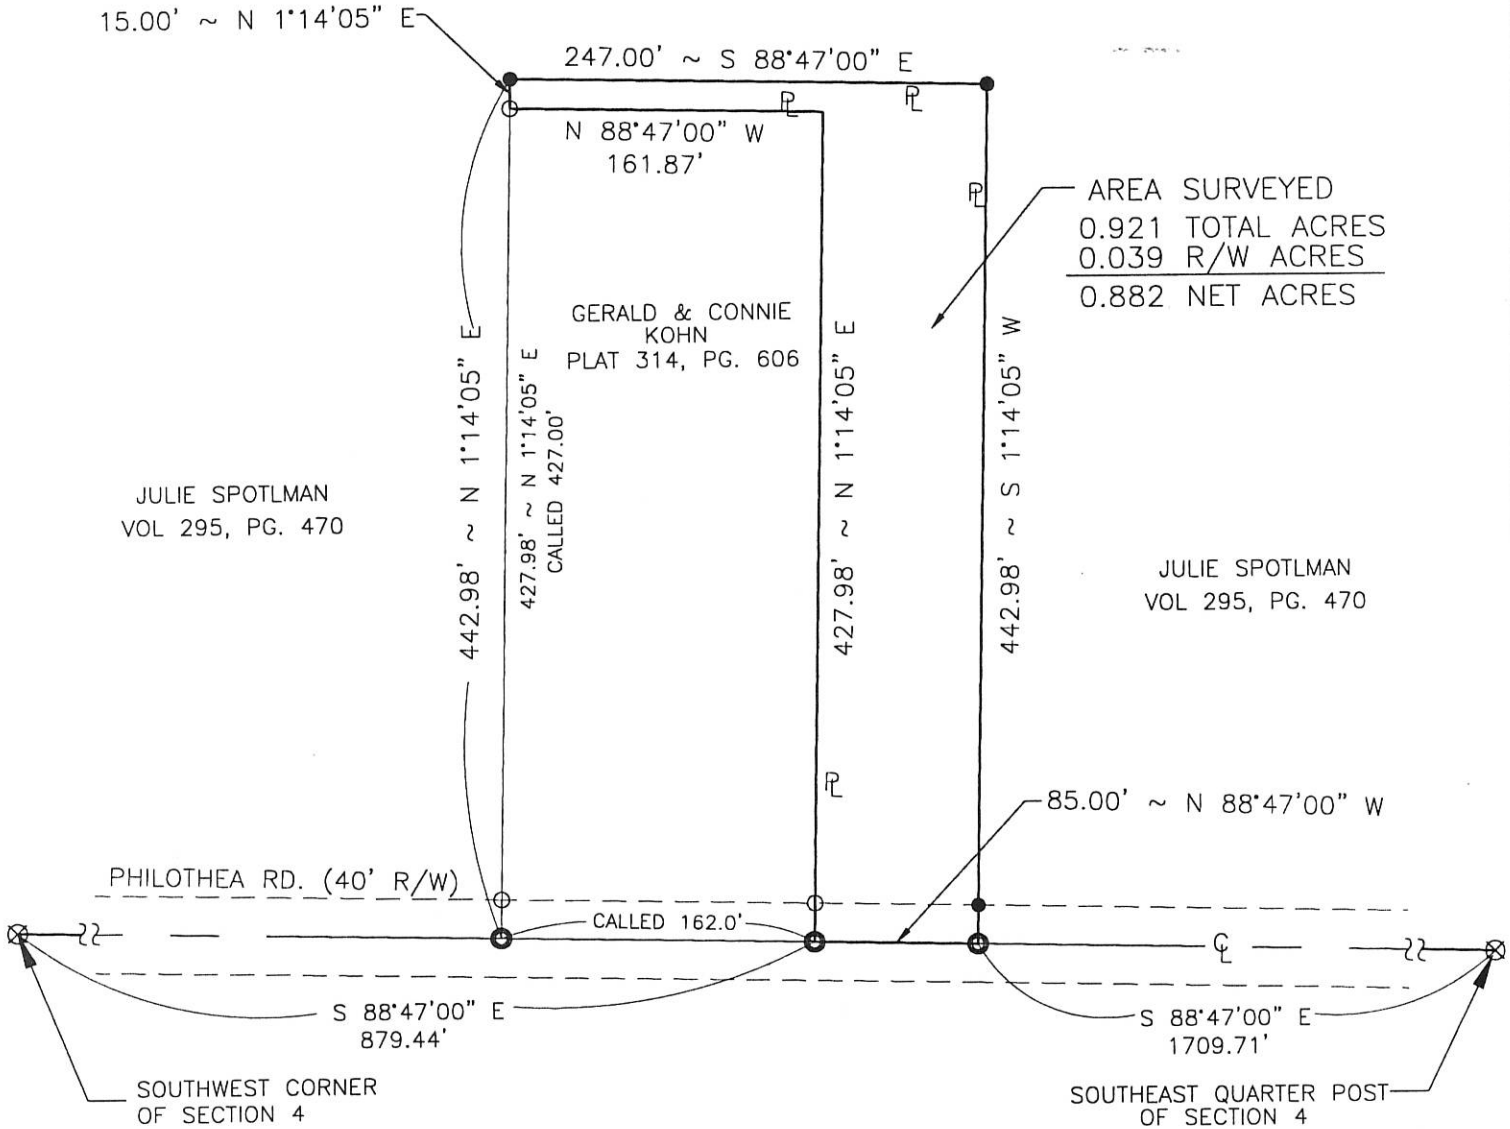 15.00' ~ N 1°14'05" E
247.00' ~ S 88°47'00" E
N 88°47'00" W
161.87'
AREA SURVEYED
0.921 TOTAL ACRES
0.039 R/W ACRES
0.882 NET ACRES
GERALD & CONNIE
KOHN
PLAT 314, PG. 606
442.98' ~ N 1°14'05" E
427.98' ~ N 1°14'05" E
CALLED 427.00'
427.98' ~ N 1°14'05" E
442.98' ~ S 1°14'05" W
JULIE SPOTLMAN
VOL 295, PG. 470
JULIE SPOTLMAN
VOL 295, PG. 470
85.00' ~ N 88°47'00" W
PHILOTHEA RD. (40' R/W)
CALLED 162.0'
S 88°47'00" E
879.44'
S 88°47'00" E
1709.71'
SOUTHWEST CORNER
OF SECTION 4
SOUTHEAST QUARTER POST
OF SECTION 4
PL
PL
PL
PL
CL